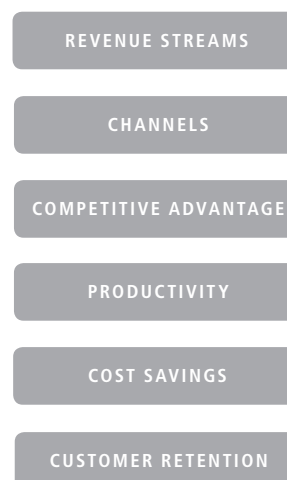 REVENUE STREAMS
CHANNELS
COMPETITIVE ADVANTAGE
PRODUCTIVITY
COST SAVINGS
CUSTOMER RETENTION